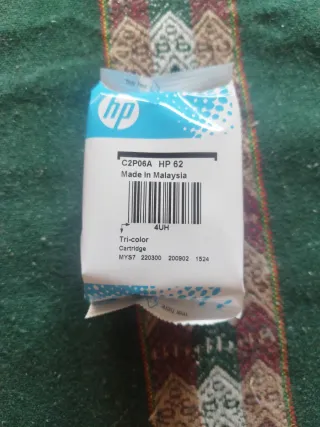 hp
C2P06A HP 62
Made In Malaysia
4UH
Tri-color
Cartridge
MYS7 220300 200902 1524